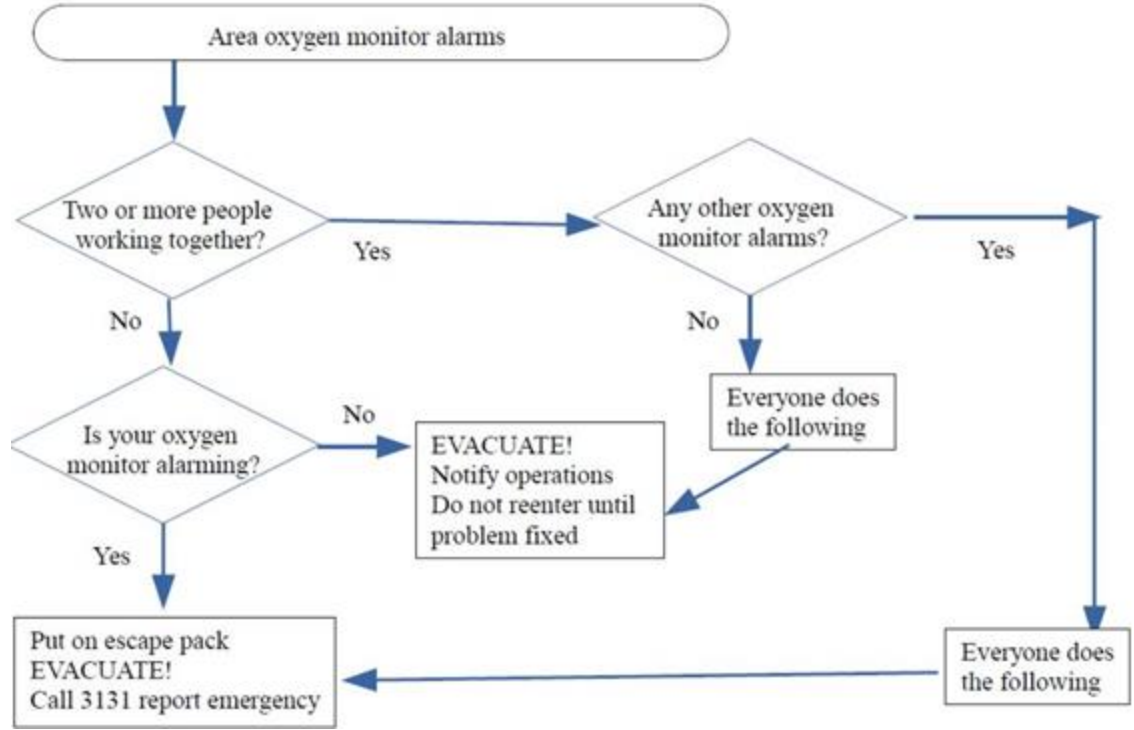 Area oxygen monitor alarms
Two or more people
working together?
Yes
Any other oxygen
monitor alarms?
Yes
No
No
Everyone does
the following
Is your oxygen
monitor alarming?
No
EVACUATE!
Notify operations
Do not reenter until
problem fixed
Yes
Put on escape pack
EVACUATE!
Call 3131 report emergency
Everyone does
the following